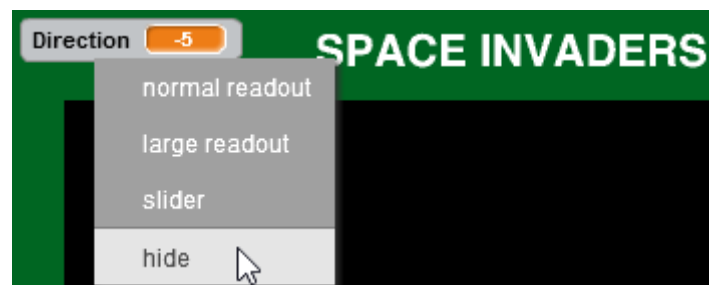 Direction -5
SPACE INVADERS
normal readout
large readout
slider
hide